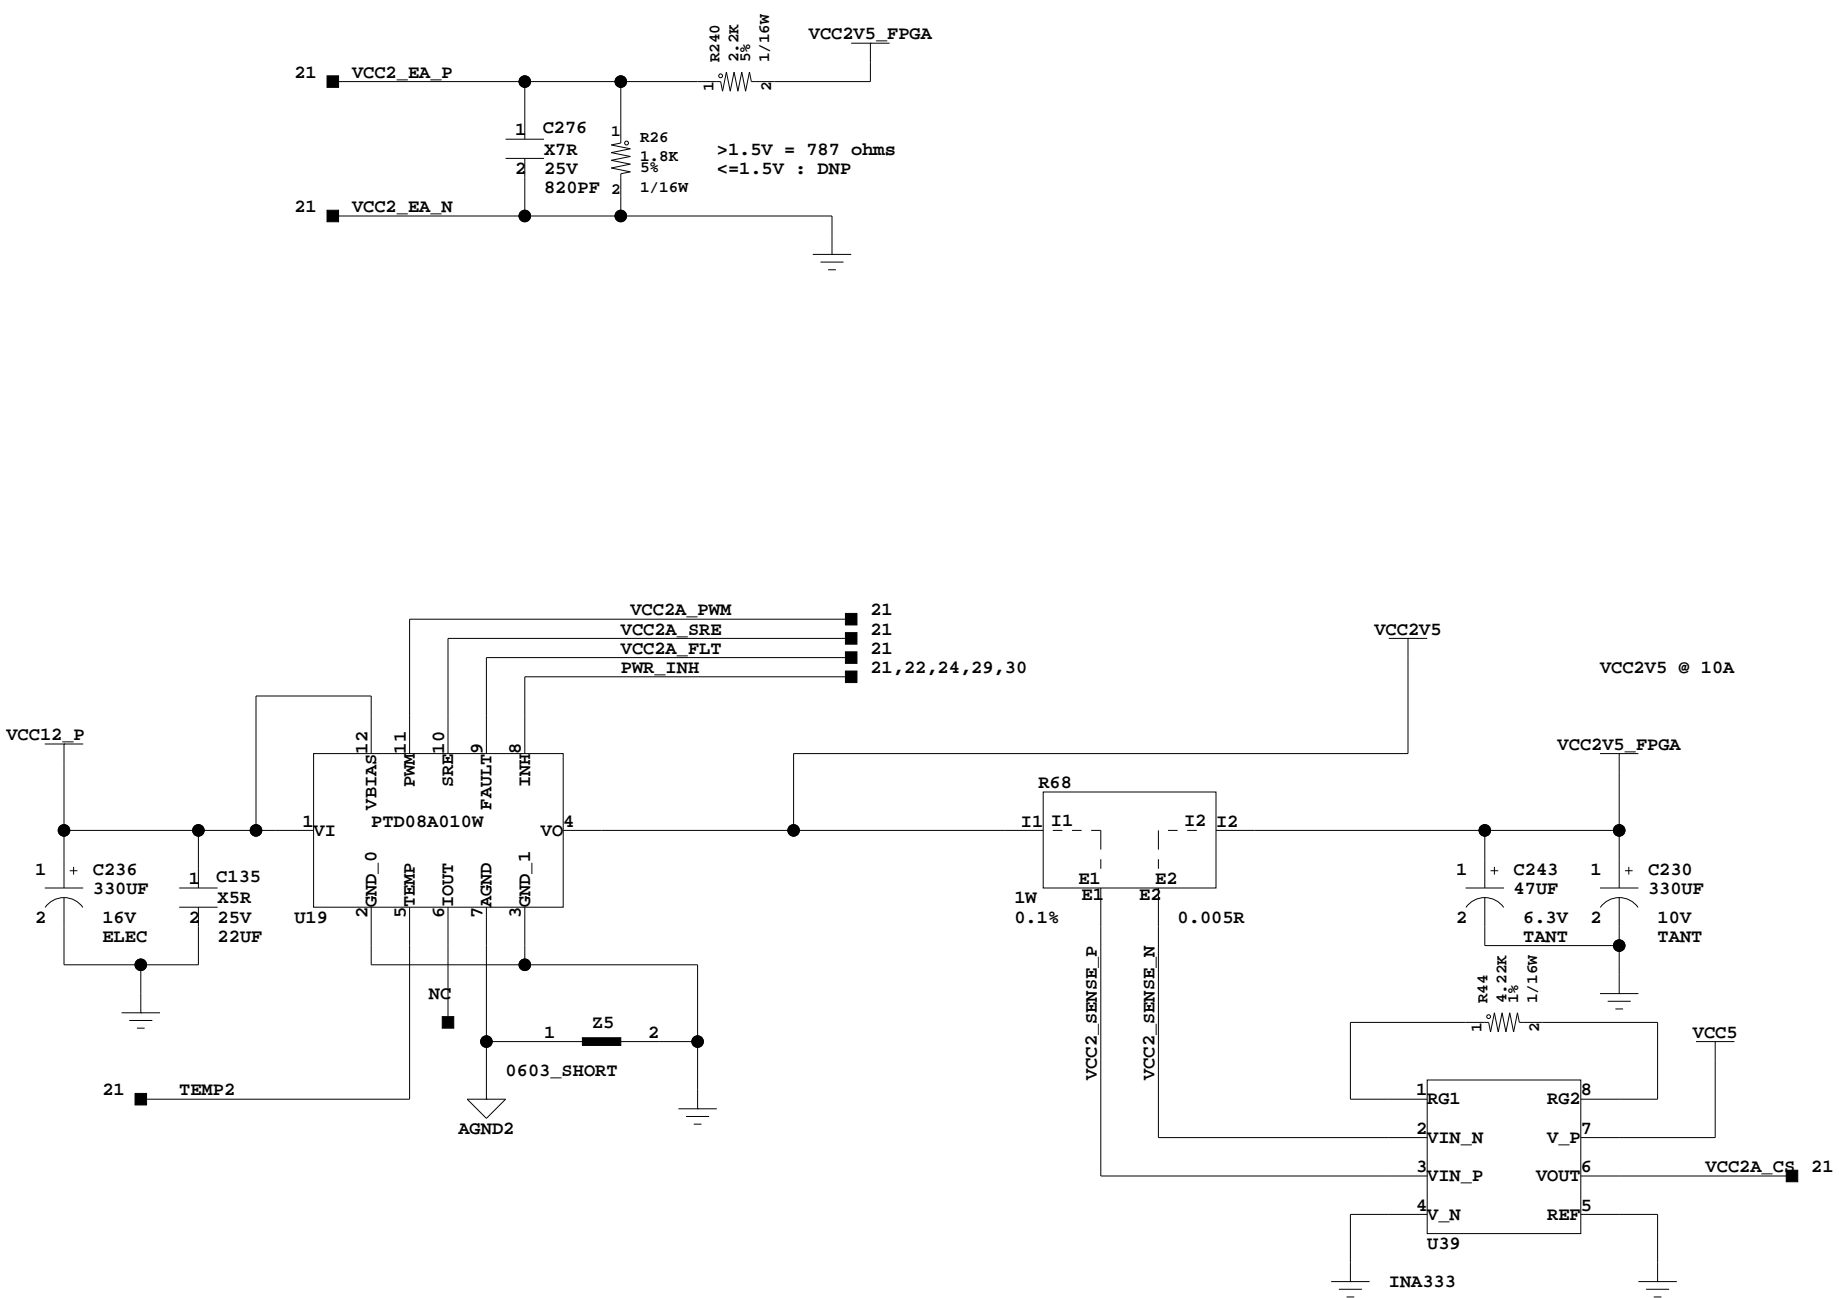 R240
2.2K
5%
1/16W
VCC2V5_FPGA
21 VCC2_EA_P
1 2
1 C276
X7R
2 25V
820PF
1 R26
1.8K
5%
2 1/16W
>1.5V = 787 ohms
<=1.5V : DNP
21 VCC2_EA_N
VCC2A_PWM 21
VCC2A_SRE 21
VCC2A_FLT 21
PWR_INH 21,22,24,29,30
VCC2V5
VCC2V5 @ 10A
VCC12_P
VCC2V5_FPGA
12 11 10 9 8
VBIAS PWM SRE FAULT INH
PTD08A010W
1 VI VO 4
GND_0 TEMP IOUT AGND GND_1
2 5 6 7 3
U19
1 + C236
330UF
2 16V
ELEC
1 C135
X5R
2 25V
22UF
R68
I1 I1 I2 I2
E1 E2
E1 E2
1W
0.1%
0.005R
1 + C243
47UF
2 6.3V
TANT
1 + C230
330UF
2 10V
TANT
VCC2_SENSE_P
VCC2_SENSE_N
NC
1 Z5 2
0603_SHORT
21 TEMP2
AGND2
R44
4.22K
1%
1/16W
1 2
VCC5
1 RG1 RG2 8
2 VIN_N V_P 7
3 VIN_P VOUT 6
VCC2A_CS 21
4 V_N REF 5
U39
INA333